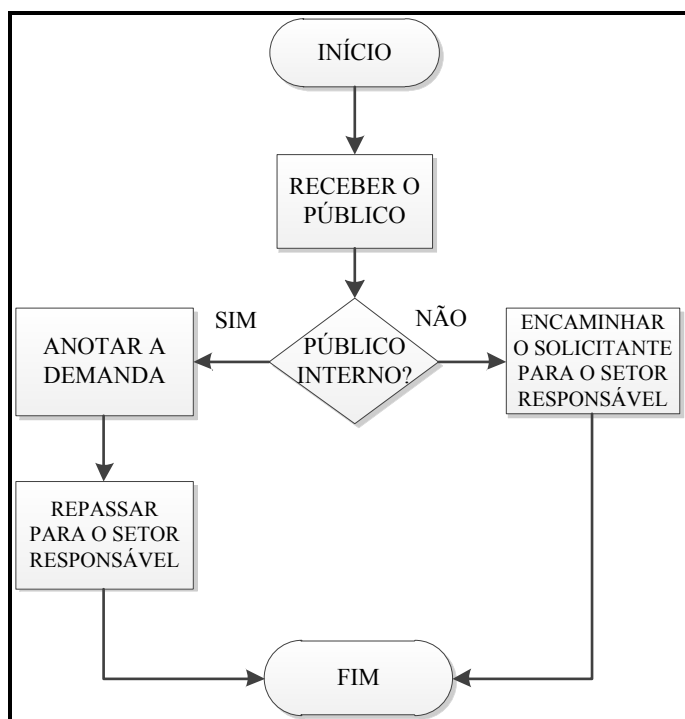 INÍCIO
RECEBER O
PÚBLICO
SIM
NÃO
PÚBLICO
INTERNO?
ANOTAR A
DEMANDA
ENCAMINHAR
O SOLICITANTE
PARA O SETOR
RESPONSÁVEL
REPASSAR
PARA O SETOR
RESPONSÁVEL
FIM